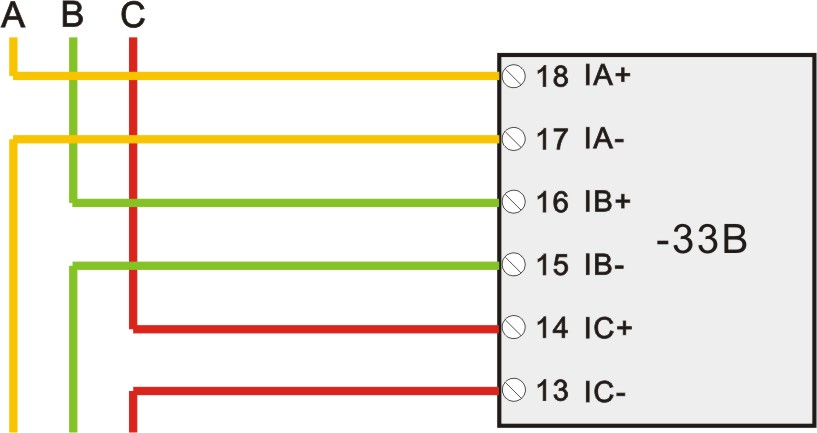 A B C
18 IA+
17 IA-
16 IB+
-33B
15 IB-
14 IC+
13 IC-